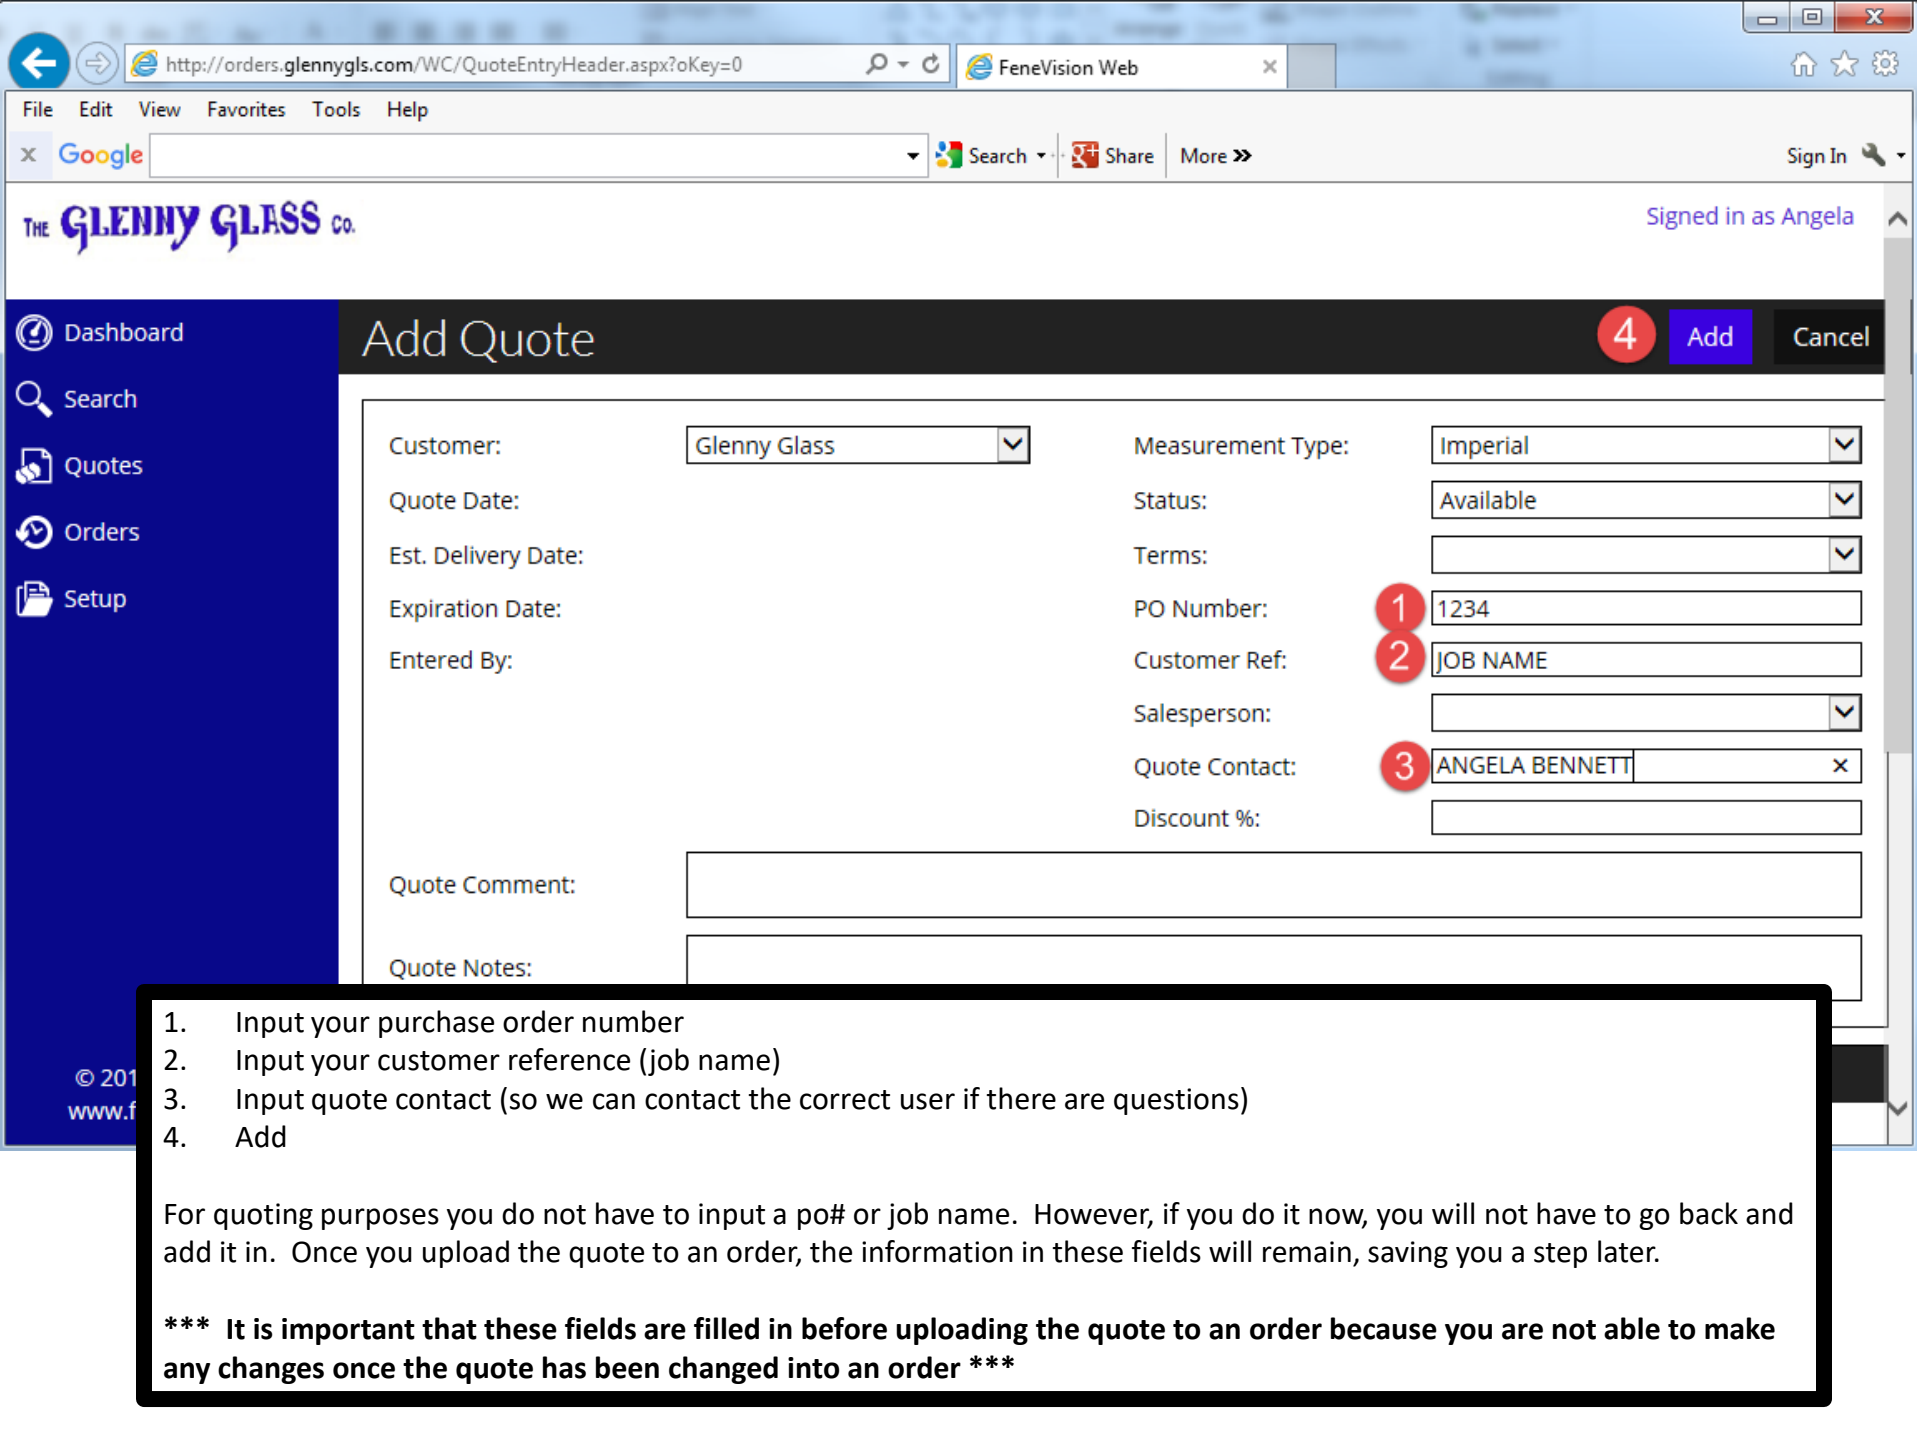 http://orders.glennygls.com/WC/QuoteEntryHeader.aspx?oKey=0
FeneVision Web
File Edit View Favorites Tools Help
x Google Search Share More »
Sign In
THE GLENNY GLASS CO.
Signed in as Angela
Dashboard
Search
Quotes
Orders
Setup
Add Quote
4 Add Cancel
Customer: Glenny Glass Measurement Type: Imperial
Quote Date: Status: Available
Est. Delivery Date: Terms:
Expiration Date: PO Number: 1 1234
Entered By: Customer Ref: 2 JOB NAME
Salesperson:
Quote Contact: 3 ANGELA BENNETT
Discount %:
Quote Comment:
Quote Notes:
© 201
www.f
1. Input your purchase order number
2. Input your customer reference (job name)
3. Input quote contact (so we can contact the correct user if there are questions)
4. Add
For quoting purposes you do not have to input a po# or job name. However, if you do it now, you will not have to go back and
add it in. Once you upload the quote to an order, the information in these fields will remain, saving you a step later.
*** It is important that these fields are filled in before uploading the quote to an order because you are not able to make
any changes once the quote has been changed into an order ***